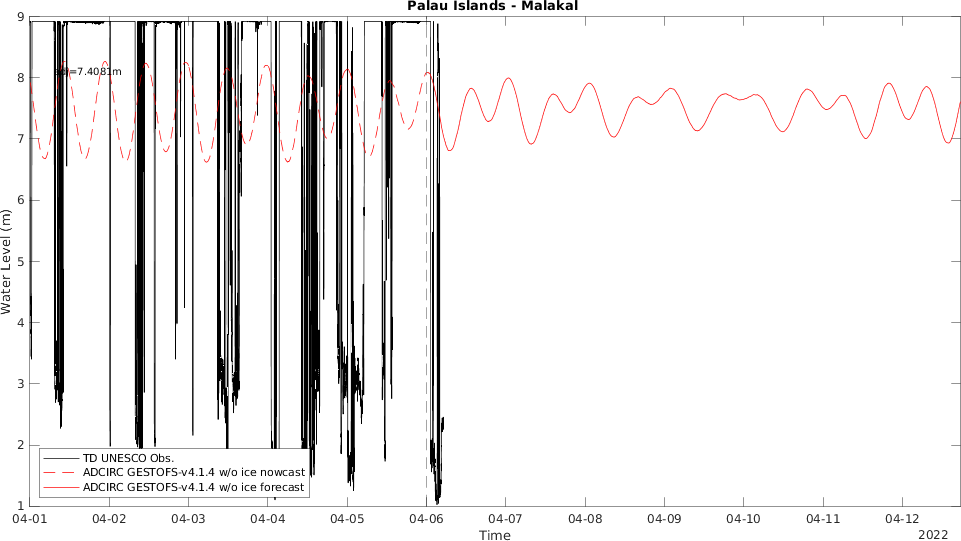 Palau Islands - Malakal
9
8
7
6
5
4
3
2
1
Water Level (m)
=7.4081m
TD UNESCO Obs.
ADCIRC GESTOFS-v4.1.4 w/o ice nowcast
ADCIRC GESTOFS-v4.1.4 w/o ice forecast
04-01 04-02 04-03 04-04 04-05 04-06 04-07 04-08 04-09 04-10 04-11 04-12
Time
2022